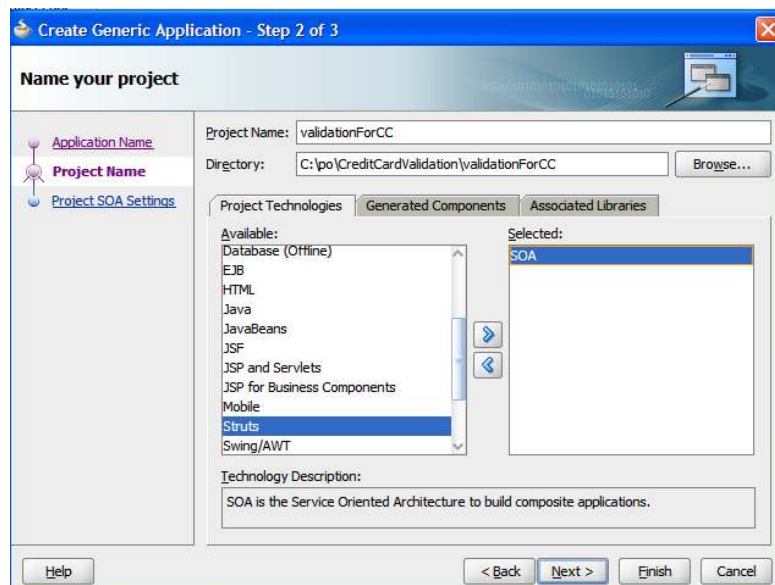 Create Generic Application - Step 2 of 3
Name your project
Application Name
Project Name
Project SOA Settings
Project Name: validationForCC
Directory: C:\po\CreditCardValidation\validationForCC Browse...
Project Technologies Generated Components Associated Libraries
Available: Selected:
Database (Offline) SOA
EJB
HTML
Java
JavaBeans
JSF
JSP and Servlets
JSP for Business Components
Mobile
Struts
Swing/AWT
Technology Description:
SOA is the Service Oriented Architecture to build composite applications.
Help < Back Next > Finish Cancel